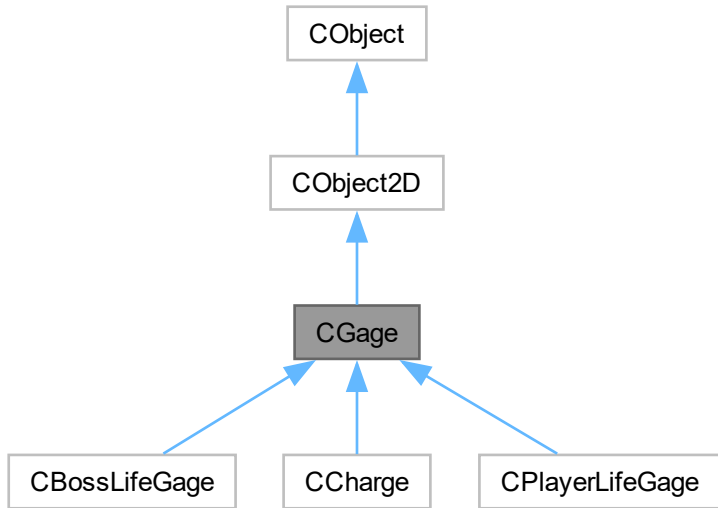 CObject
CObject2D
CGage
CBossLifeGage
CCharge
CPlayerLifeGage